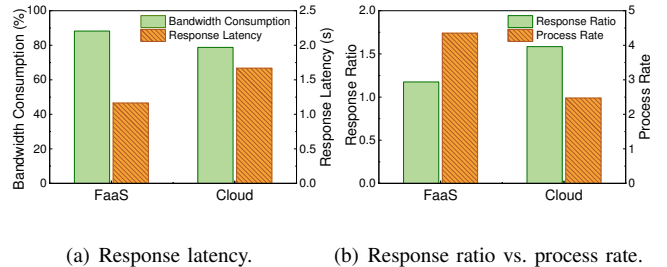 Bandwidth Consumption
Response Latency
Bandwidth Consumption (%)
100
80
60
40
20
0
2.5
2.0
1.5
1.0
0.5
0.0
Response Latency (s)
FaaS Cloud
(a) Response latency.
Response Ratio
Process Rate
Response Ratio
2.0
1.5
1.0
0.5
0.0
5
4
3
2
1
0
Process Rate
FaaS Cloud
(b) Response ratio vs. process rate.